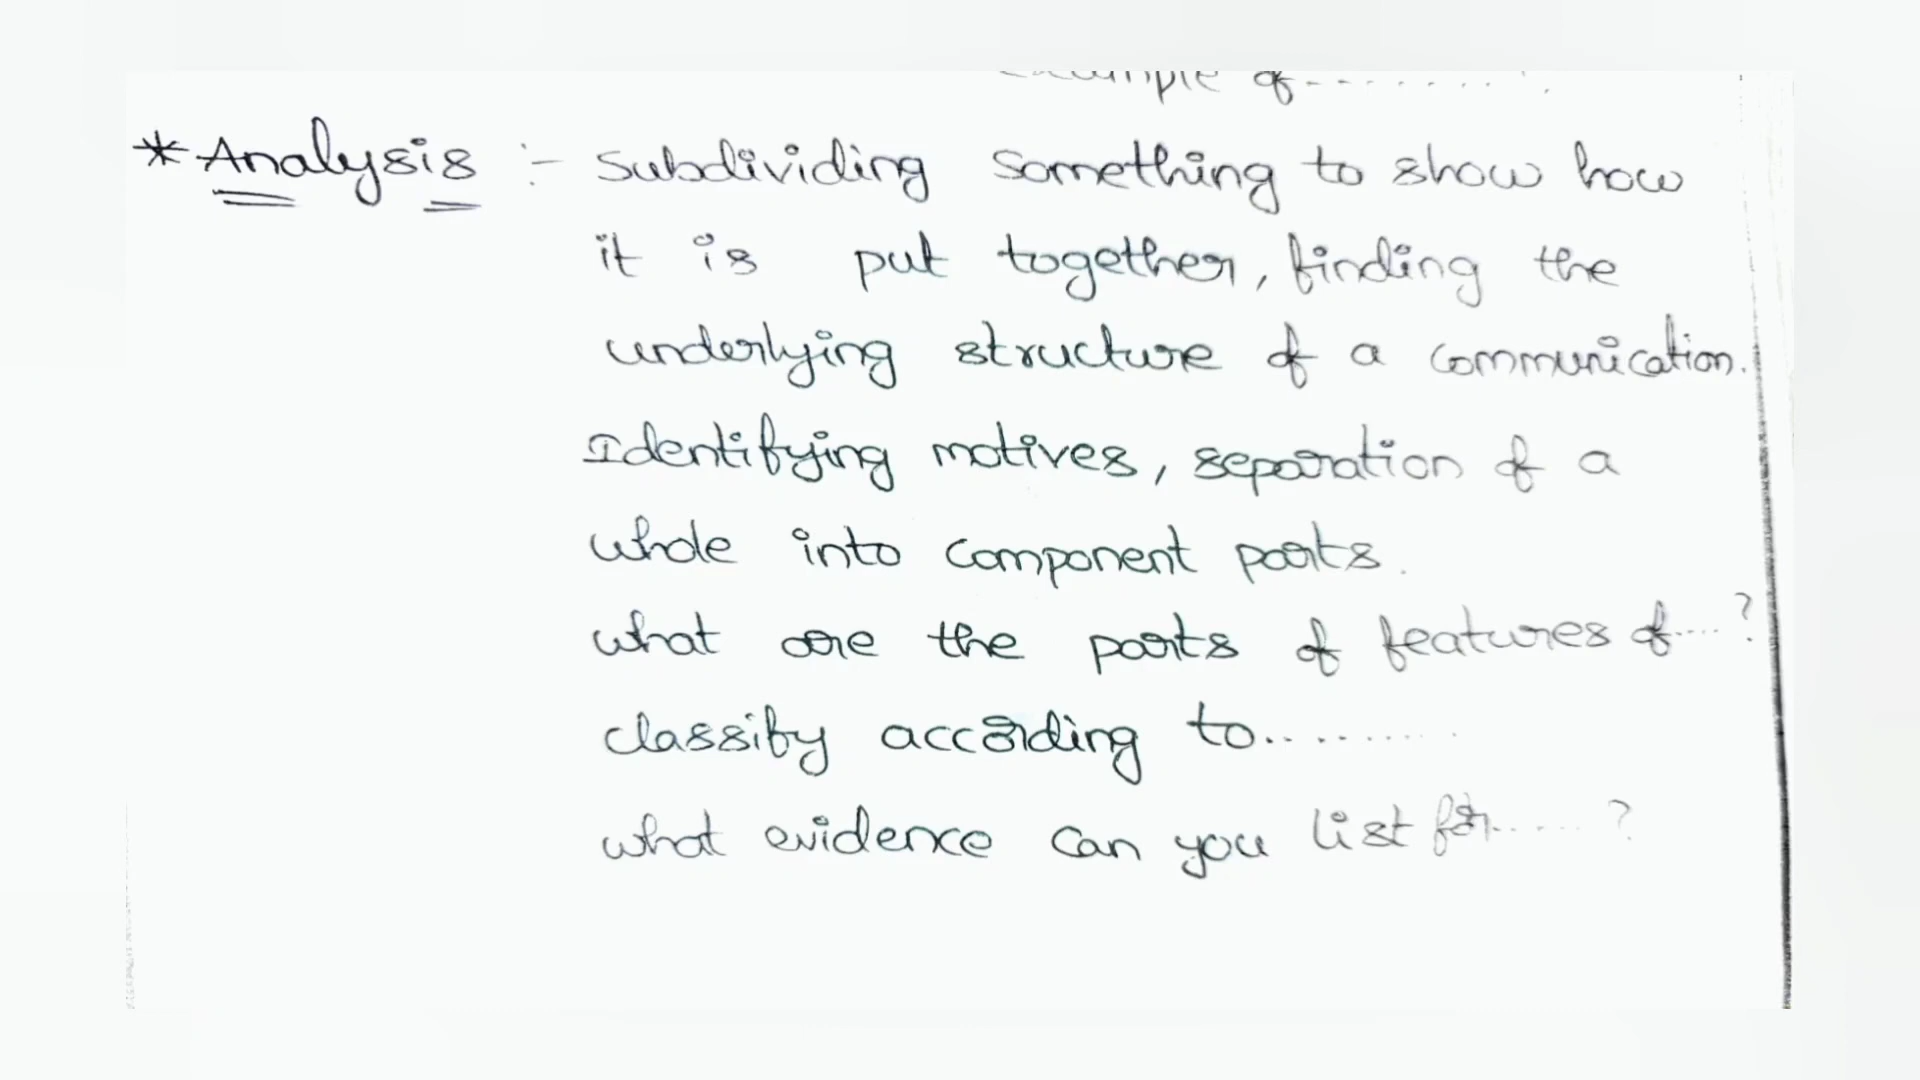 example of- - - ........ .
* Analysis :- Subdividing something to show how
it is put together, finding the
underlying structure of a communication.
Identifying motives, separation of a
whole into component parts.
what are the parts of features of....?
classify according to..........
what evidence can you list for......?